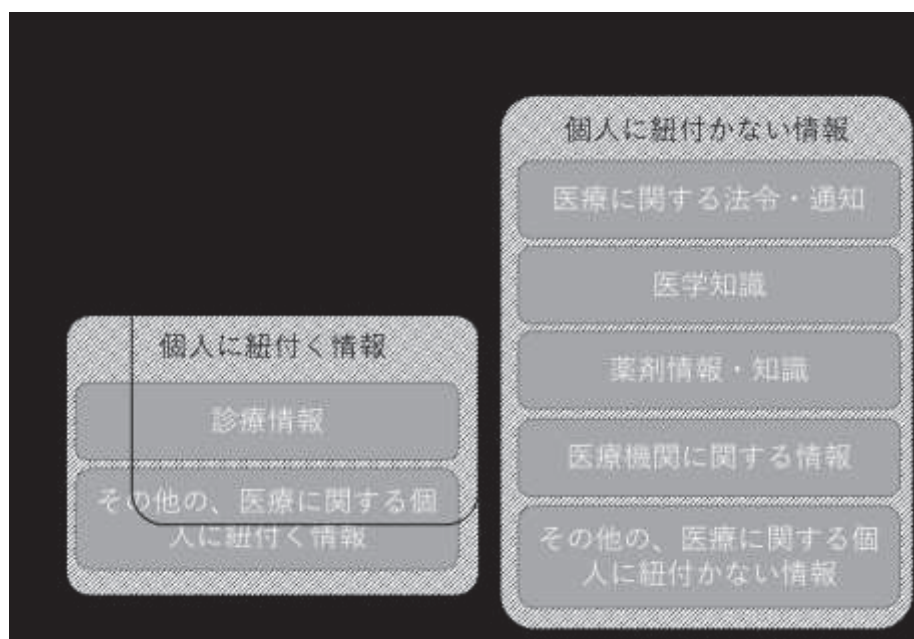 個人に紐付く情報
診療情報
その他の、医療に関する個
人に紐付く情報
個人に紐付かない情報
医療に関する法令・通知
医学知識
薬剤情報・知識
医療機関に関する情報
その他の、医療に関する個
人に紐付かない情報